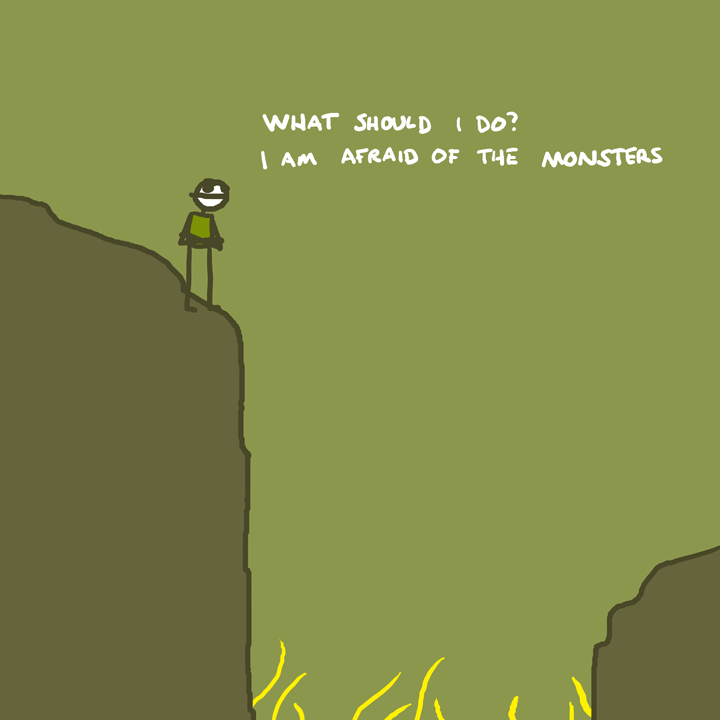 WHAT SHOULD I DO?
I AM AFRAID OF THE MONSTERS